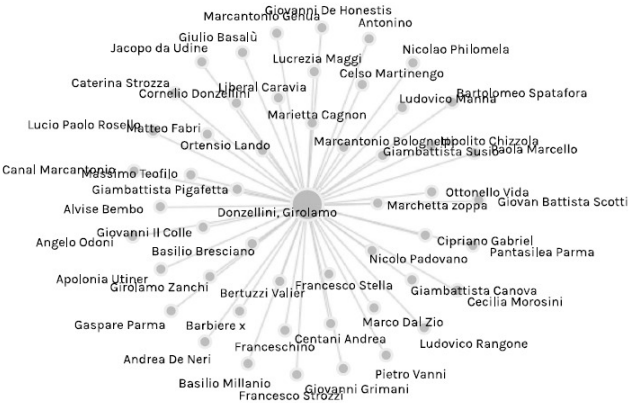 Giovanni De Honestis
Marcantonio Genua
Antonino
Giulio Basalù
Jacopo da Udine
Nicolao Philomela
Lucrezia Maggi
Celso Martinengo
Caterina Strozza
Liberal Caravia
Cornelio Donzellini
Bartolomeo Spatafora
Ludovico Manna
Marietta Cagnon
Lucio Paolo Rosello
Matteo Fabri
Ortensio Lando
Marcantonio Bolognetti
Ippolito Chizzola
Giambattista Susio
Paola Marcello
Canal Marcantonio
Massimo Teofilo
Giambattista Pigafetta
Ottonello Vida
Giovan Battista Scotti
Marchetta zoppa
Alvise Bembo
Donzellini, Girolamo
Giovanni Il Colle
Angelo Odoni
Cipriano Gabriel
Pantasilea Parma
Basilio Bresciano
Nicolo Padovano
Apolonia Utiner
Girolamo Zanchi
Francesco Stella
Giambattista Canova
Bertuzzi Valier
Cecilia Morosini
Gaspare Parma
Barbiere x
Marco Dal Zio
Centani Andrea
Ludovico Rangone
Franceschino
Andrea De Neri
Pietro Vanni
Basilio Millanio
Giovanni Grimani
Francesco Strozzi